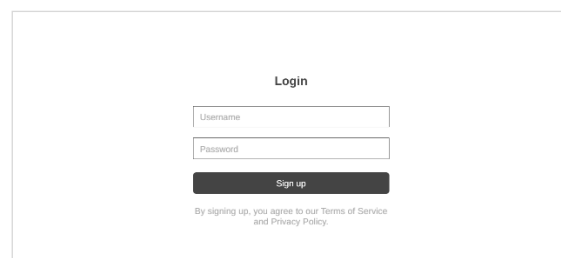 Login
Username
Password
Sign up
By signing up, you agree to our Terms of Service
and Privacy Policy.